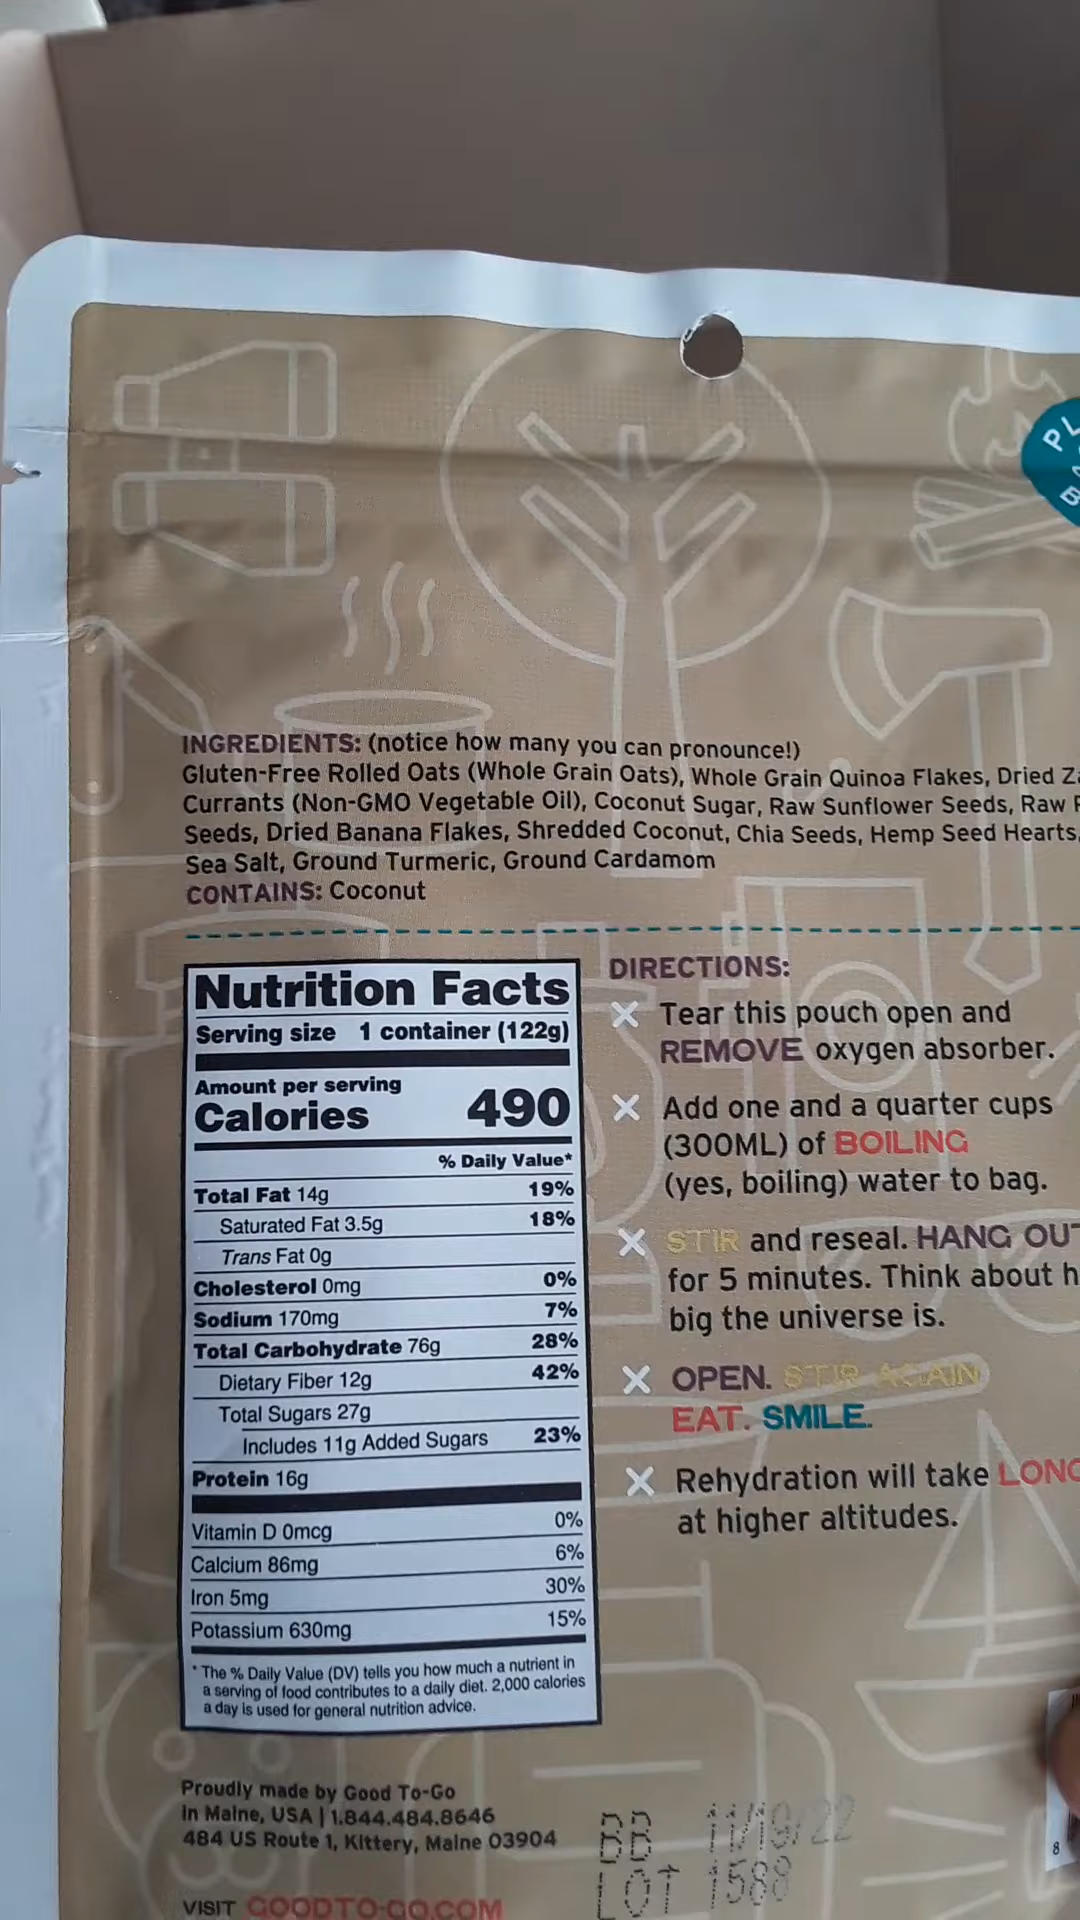 PL
B
INGREDIENTS: (notice how many you can pronounce!)
Gluten-Free Rolled Oats (Whole Grain Oats), Whole Grain Quinoa Flakes, Dried
Currants (Non-GMO Vegetable Oil), Coconut Sugar, Raw Sunflower Seeds, Raw
Seeds, Dried Banana Flakes, Shredded Coconut, Chia Seeds, Hemp Seed Hearts,
Sea Salt, Ground Turmeric, Ground Cardamom
CONTAINS: Coconut
Nutrition Facts
Serving size 1 container (122g)
Amount per serving
Calories 490
% Daily Value*
Total Fat 14g 19%
Saturated Fat 3.5g 18%
Trans Fat 0g
Cholesterol 0mg 0%
Sodium 170mg 7%
Total Carbohydrate 76g 28%
Dietary Fiber 12g 42%
Total Sugars 27g
Includes 11g Added Sugars 23%
Protein 16g
Vitamin D 0mcg 0%
Calcium 86mg 6%
Iron 5mg 30%
Potassium 630mg 15%
* The % Daily Value (DV) tells you how much a nutrient in
a serving of food contributes to a daily diet. 2,000 calories
a day is used for general nutrition advice.
DIRECTIONS:
Tear this pouch open and
REMOVE oxygen absorber.
Add one and a quarter cups
(300ML) of BOILING
(yes, boiling) water to bag.
STIR and reseal. HANG OUT
for 5 minutes. Think about
big the universe is.
OPEN. STIR AGAIN
EAT. SMILE.
Rehydration will take LONG
at higher altitudes.
Proudly made by Good To-Go
in Maine, USA | 1.844.484.8646
484 US Route 1, Kittery, Maine 03904
VISIT GOODTO-GO.COM
8